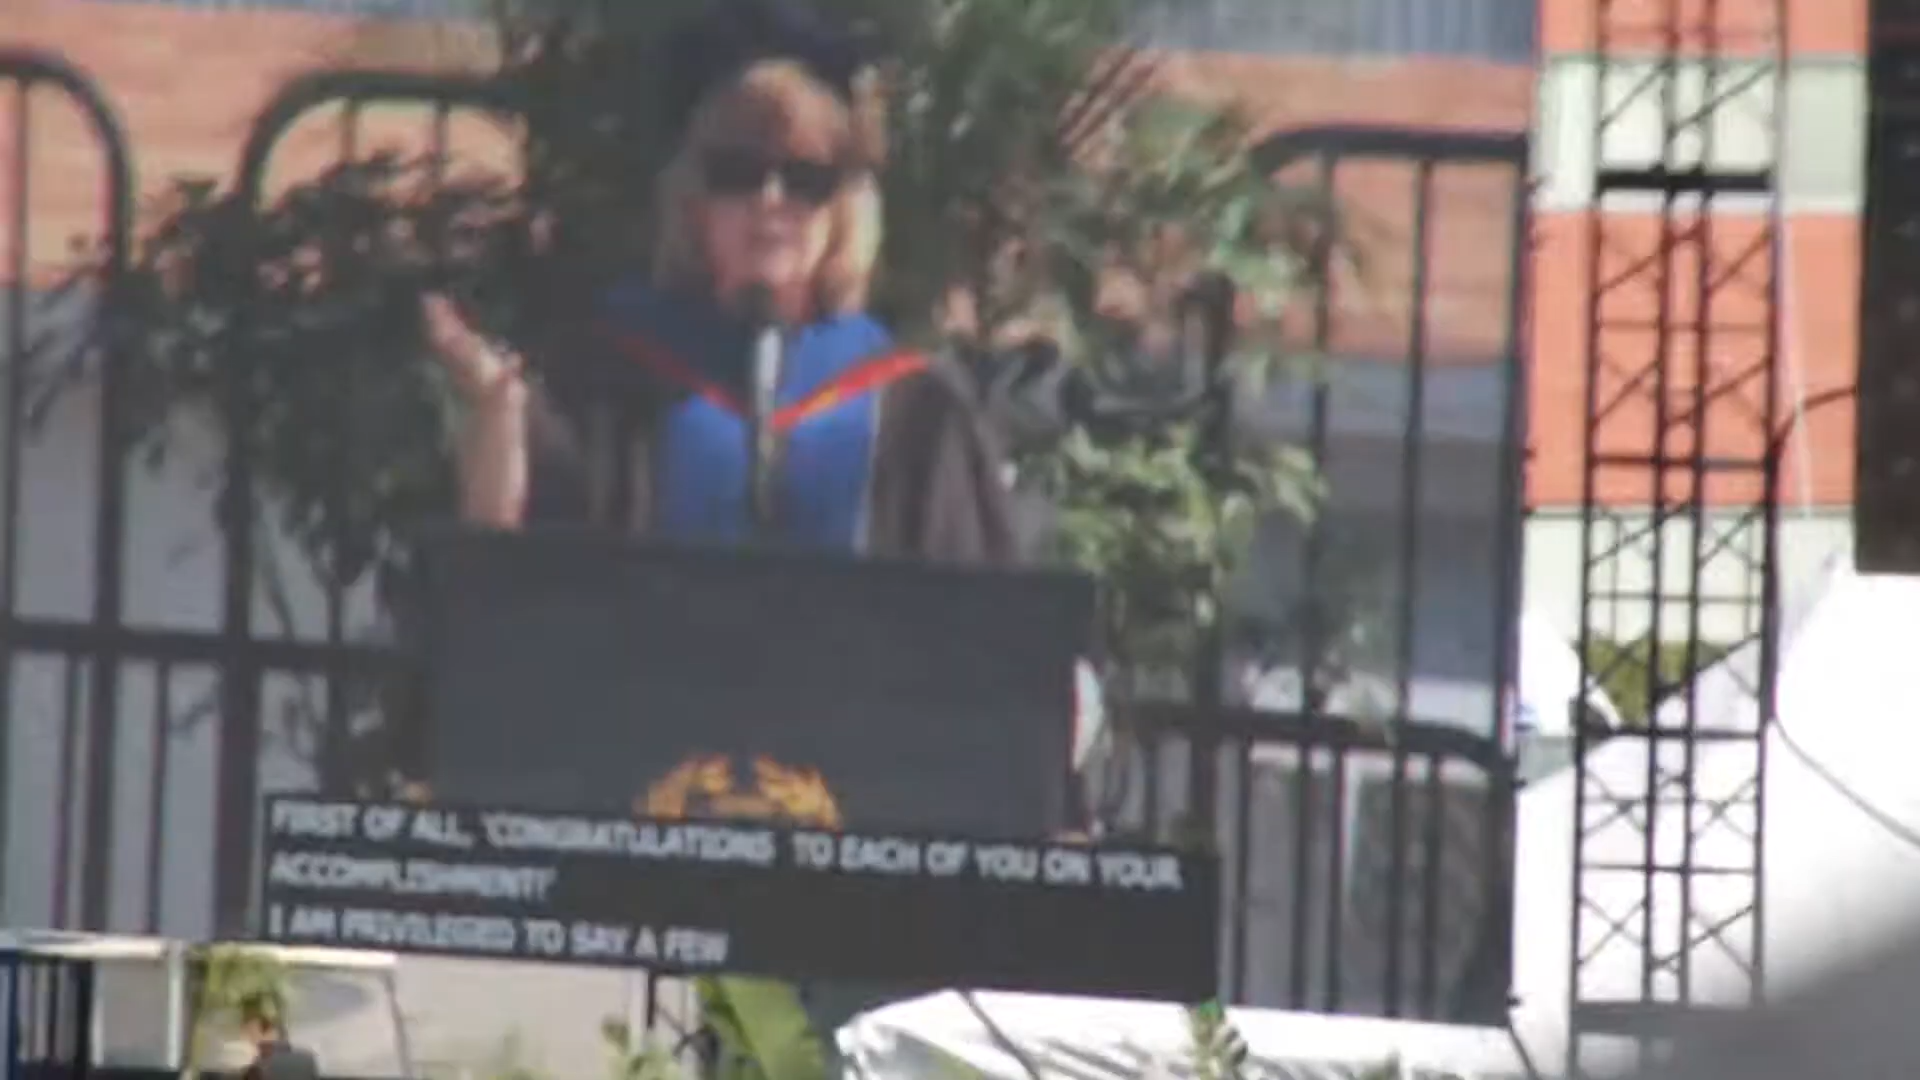 FIRST OF ALL, 'CONGRATULATIONS TO EACH OF YOU ON YOUR
ACCOMPLISHMENT!'
I AM PRIVILEGED TO SAY A FEW